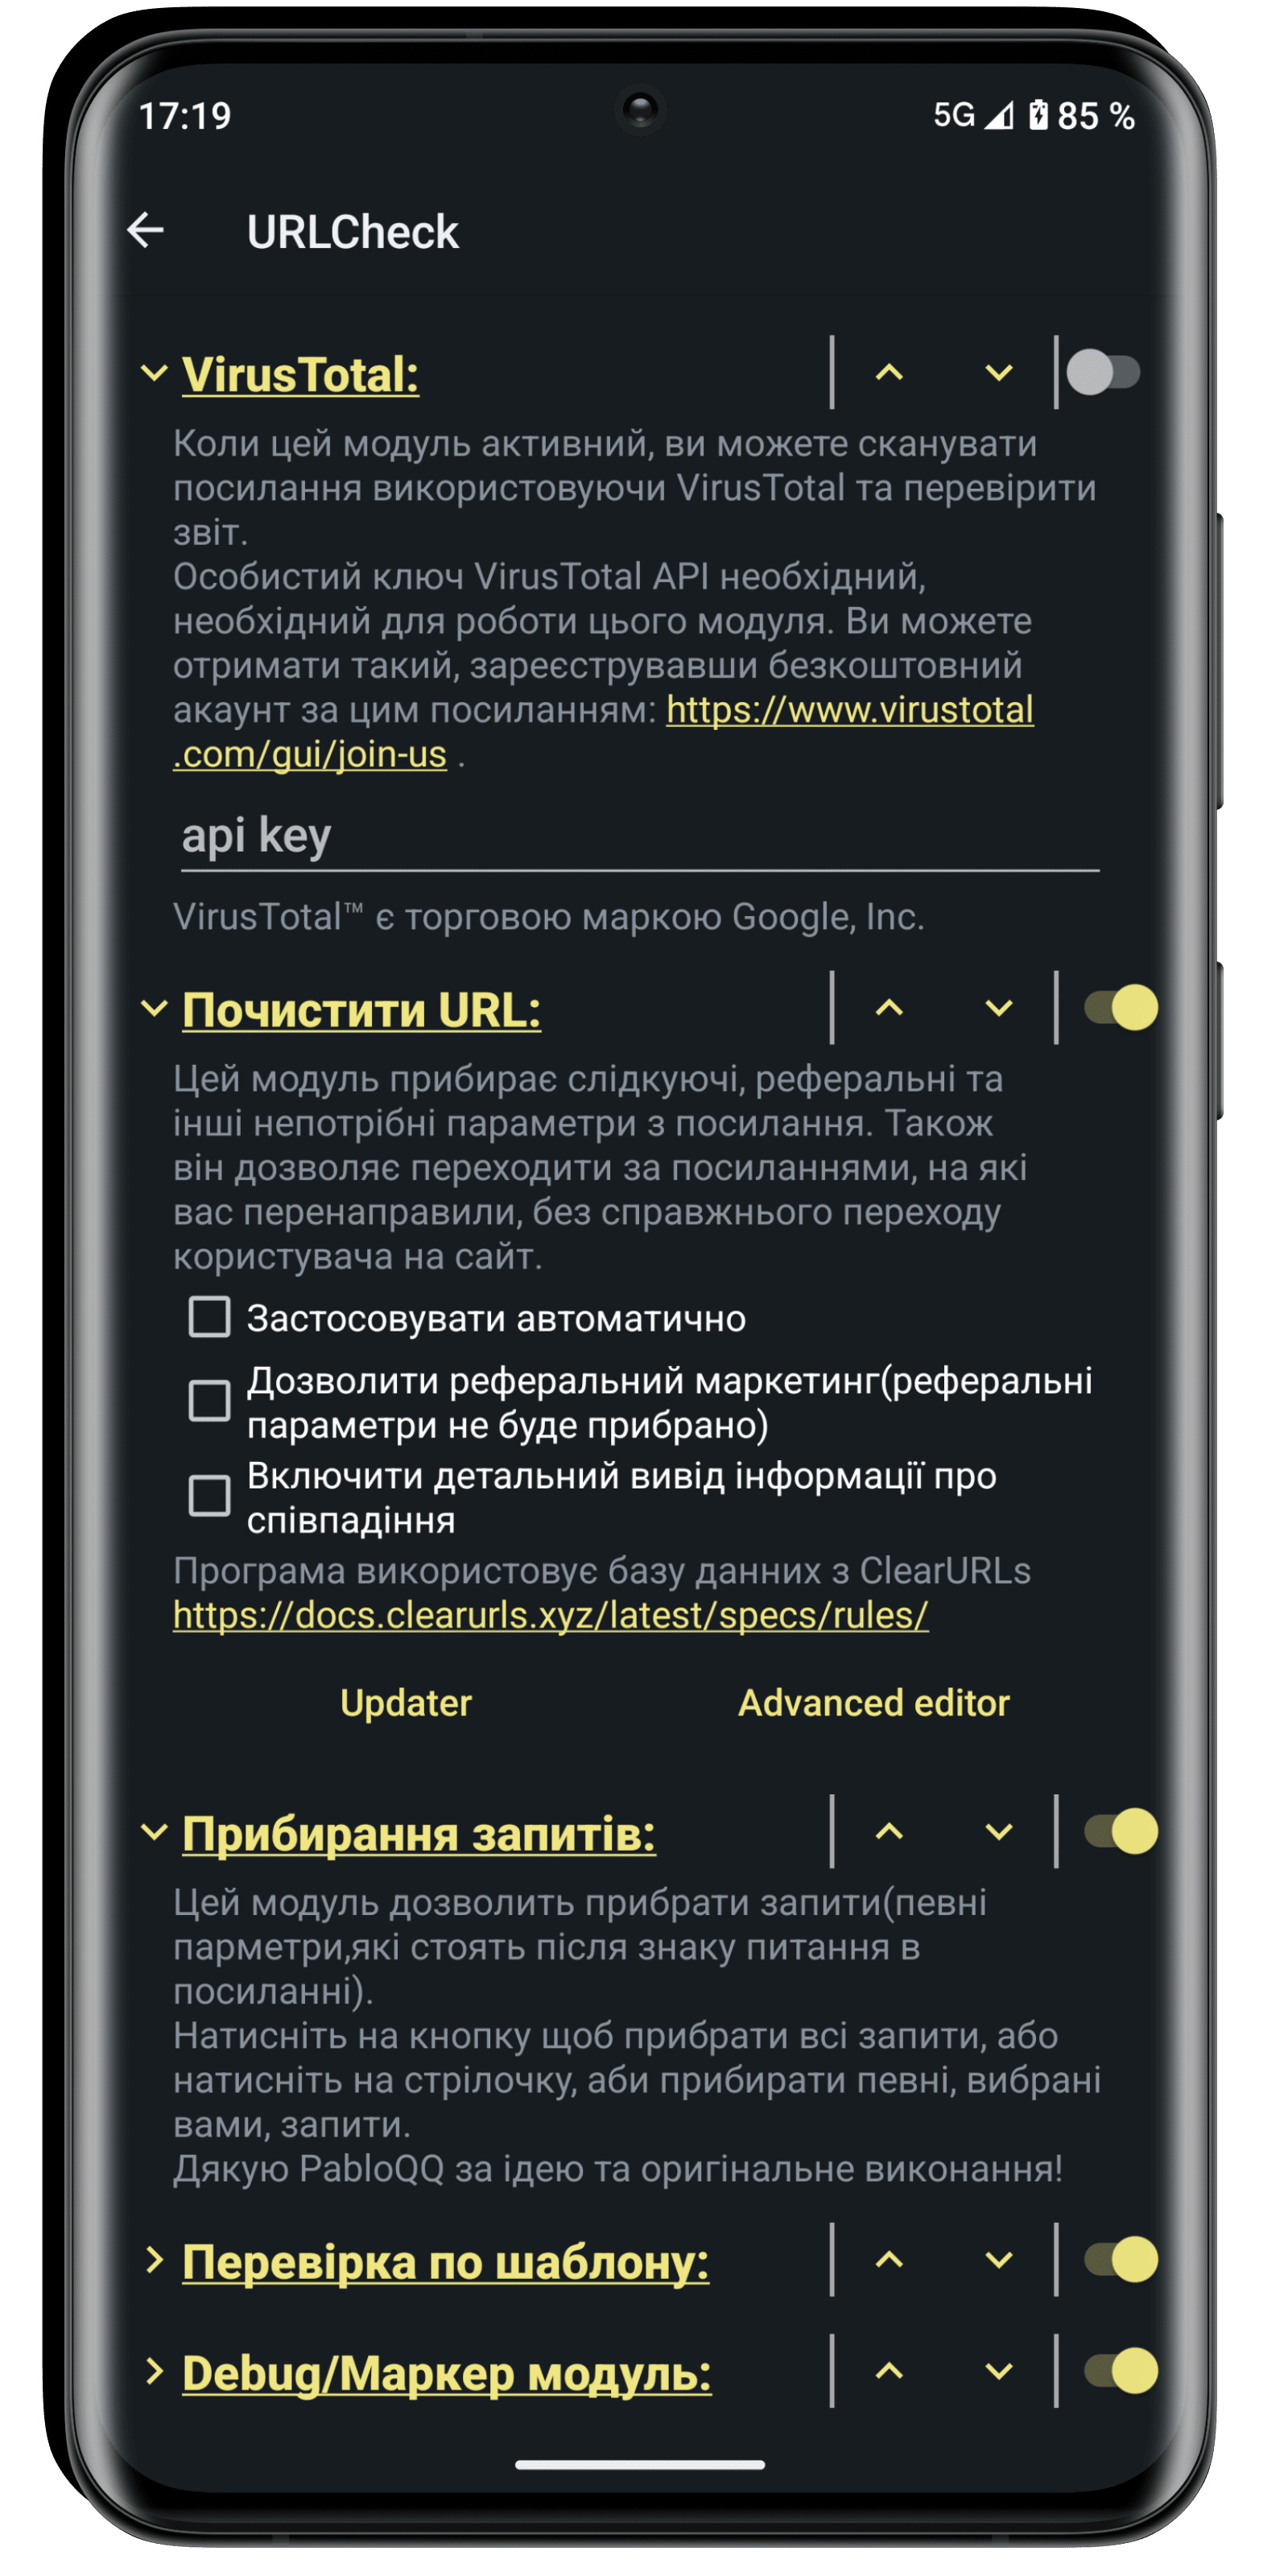 17:19 5G 85 %
URLCheck
VirusTotal:
Коли цей модуль активний, ви можете сканувати
посилання використовуючи VirusTotal та перевірити
звіт.
Особистий ключ VirusTotal API необхідний,
необхідний для роботи цього модуля. Ви можете
отримати такий, зареєструвавши безкоштовний
акаунт за цим посиланням: https://www.virustotal
.com/gui/join-us .
api key
VirusTotal™ є торговою маркою Google, Inc.
Почистити URL:
Цей модуль прибирає слідкуючі, реферальні та
інші непотрібні параметри з посилання. Також
він дозволяє переходити за посиланнями, на які
вас перенаправили, без справжнього переходу
користувача на сайт.
Застосовувати автоматично
Дозволити реферальний маркетинг(реферальні
параметри не буде прибрано)
Включити детальний вивід інформації про
співпадіння
Програма використовує базу данних з ClearURLs
https://docs.clearurls.xyz/latest/specs/rules/
Updater Advanced editor
Прибирання запитів:
Цей модуль дозволить прибрати запити(певні
парметри,які стоять після знаку питання в
посиланні).
Натисніть на кнопку щоб прибрати всі запити, або
натисніть на стрілочку, аби прибирати певні, вибрані
вами, запити.
Дякую PabloQQ за ідею та оригінальне виконання!
Перевірка по шаблону:
Debug/Маркер модуль: